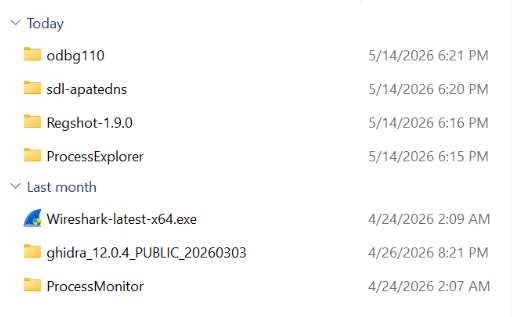 Today
odbg110 5/14/2026 6:21 PM
sdl-apatedns 5/14/2026 6:20 PM
Regshot-1.9.0 5/14/2026 6:16 PM
ProcessExplorer 5/14/2026 6:15 PM
Last month
Wireshark-latest-x64.exe 4/24/2026 2:09 AM
ghidra_12.0.4_PUBLIC_20260303 4/26/2026 8:21 PM
ProcessMonitor 4/24/2026 2:07 AM